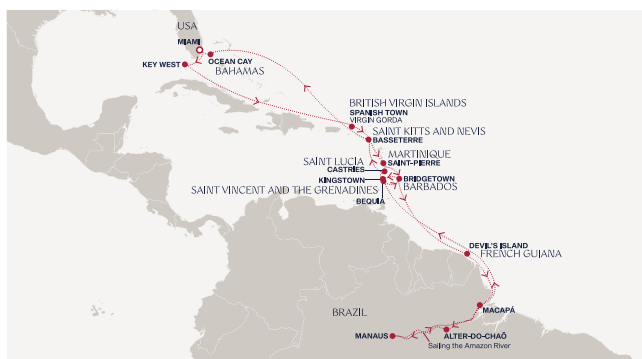 USA
MIAMI
OCEAN CAY
KEY WEST
BAHAMAS
BRITISH VIRGIN ISLANDS
SPANISH TOWN
VIRGIN GORDA
SAINT KITTS AND NEVIS
BASSETERRE
MARTINIQUE
SAINT LUCIA
SAINT-PIERRE
CASTRIES
KINGSTOWN
BRIDGETOWN
SAINT VINCENT AND THE GRENADINES
BARBADOS
BEQUIA
DEVIL'S ISLAND
FRENCH GUIANA
BRAZIL
MACAPÁ
MANAUS
ALTER-DO-CHAÕ
Sailing the Amazon River